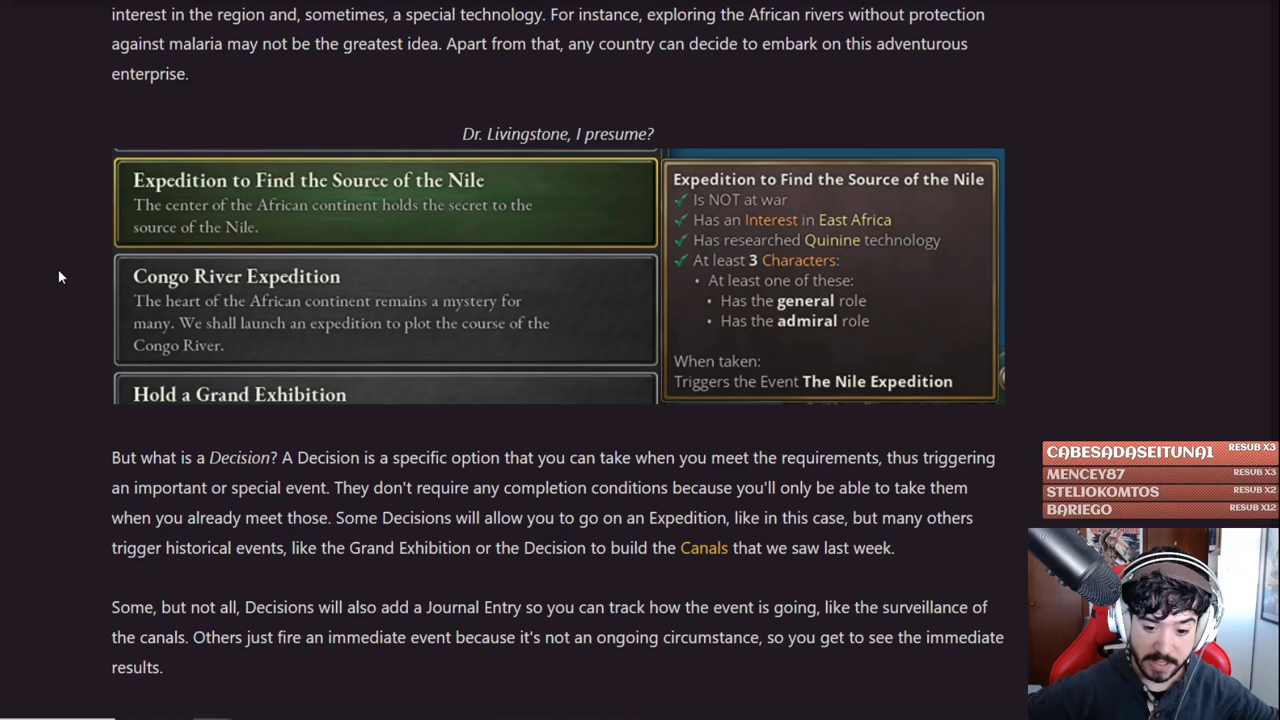 interest in the region and, sometimes, a special technology. For instance, exploring the African rivers without protection
against malaria may not be the greatest idea. Apart from that, any country can decide to embark on this adventurous
enterprise.
Dr. Livingstone, I presume?
Expedition to Find the Source of the Nile
The center of the African continent holds the secret to the
source of the Nile.
Congo River Expedition
The heart of the African continent remains a mystery for
many. We shall launch an expedition to plot the course of the
Congo River.
Hold a Grand Exhibition
Expedition to Find the Source of the Nile
Is NOT at war
Has an Interest in East Africa
Has researched Quinine technology
At least 3 Characters:
• At least one of these:
• Has the general role
• Has the admiral role
When taken:
Triggers the Event The Nile Expedition
But what is a Decision? A Decision is a specific option that you can take when you meet the requirements, thus triggering
an important or special event. They don't require any completion conditions because you'll only be able to take them
when you already meet those. Some Decisions will allow you to go on an Expedition, like in this case, but many others
trigger historical events, like the Grand Exhibition or the Decision to build the Canals that we saw last week.
Some, but not all, Decisions will also add a Journal Entry so you can track how the event is going, like the surveillance of
the canals. Others just fire an immediate event because it's not an ongoing circumstance, so you get to see the immediate
results.
CABESADASEITUNA1 RESUB X3
MENCEY87 RESUB X3
STELIOKOMTOS RESUB X2
BARIEGO RESUB X12